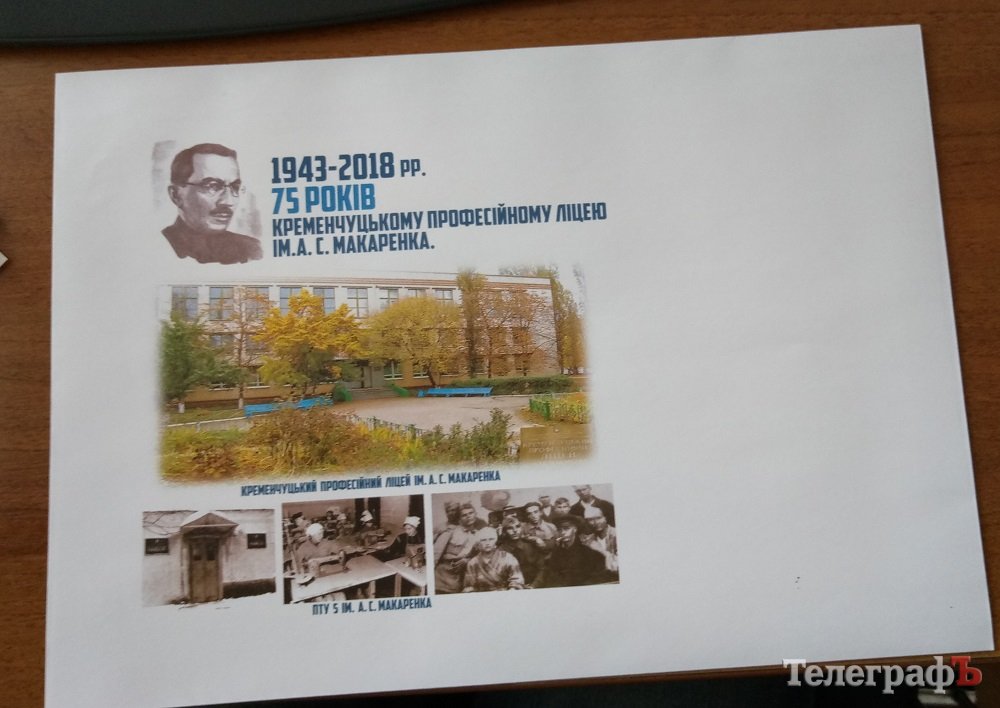 1943-2018 рр.
75 РОКІВ
КРЕМЕНЧУЦЬКОМУ ПРОФЕСІЙНОМУ ЛІЦЕЮ
ІМ.А. С. МАКАРЕНКА.
КРЕМЕНЧУЦЬКИЙ ПРОФЕСІЙНИЙ ЛІЦЕЙ ІМ. А. С. МАКАРЕНКА
ПТУ 5 ІМ. А. С. МАКАРЕНКА
ТелеграфЪ